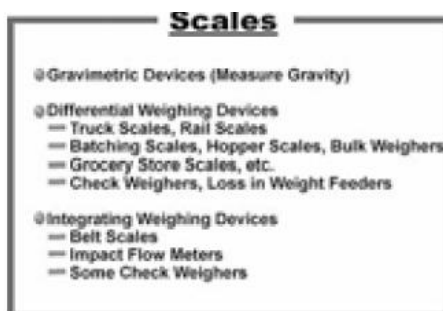 Scales
Gravimetric Devices (Measure Gravity)
Differential Weighing Devices
Truck Scales, Rail Scales
Batching Scales, Hopper Scales, Bulk Weighers
Grocery Store Scales, etc.
Check Weighers, Loss in Weight Feeders
Integrating Weighing Devices
Belt Scales
Impact Flow Meters
Some Check Weighers